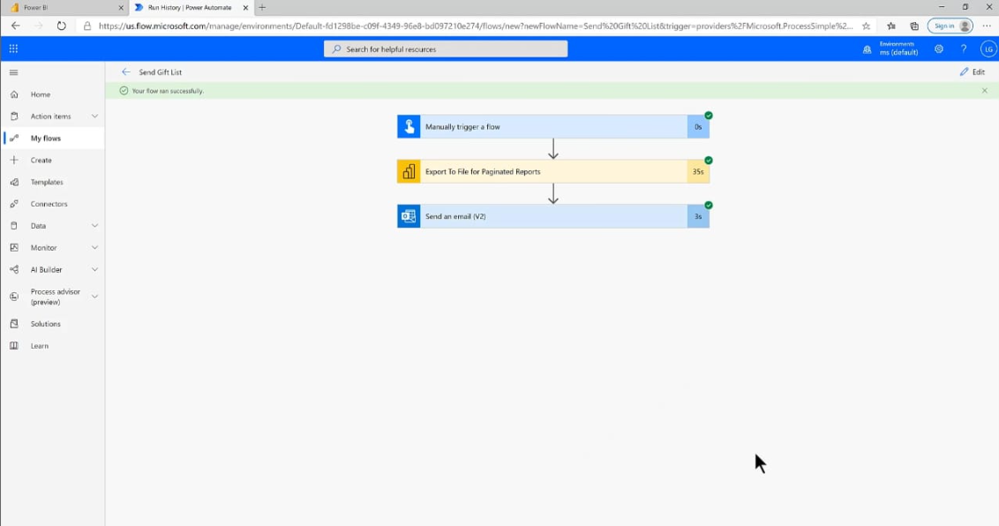 Power BI
Run History | Power Automate
https://us.flow.microsoft.com/manage/environments/Default-fd1298be-c09f-4349-96e8-bd097210e274/flows/new?newFlowName=Send%20Gift%20List&trigger=providers%2FMicrosoft.ProcessSimple%2...
Sign in
Search for helpful resources
Environments
ms (default)
?
LG
Send Gift List
Edit
Your flow ran successfully.
Home
Action items
My flows
Create
Templates
Connectors
Data
Monitor
AI Builder
Process advisor
(preview)
Solutions
Learn
Manually trigger a flow
0s
Export To File for Paginated Reports
35s
Send an email (V2)
3s